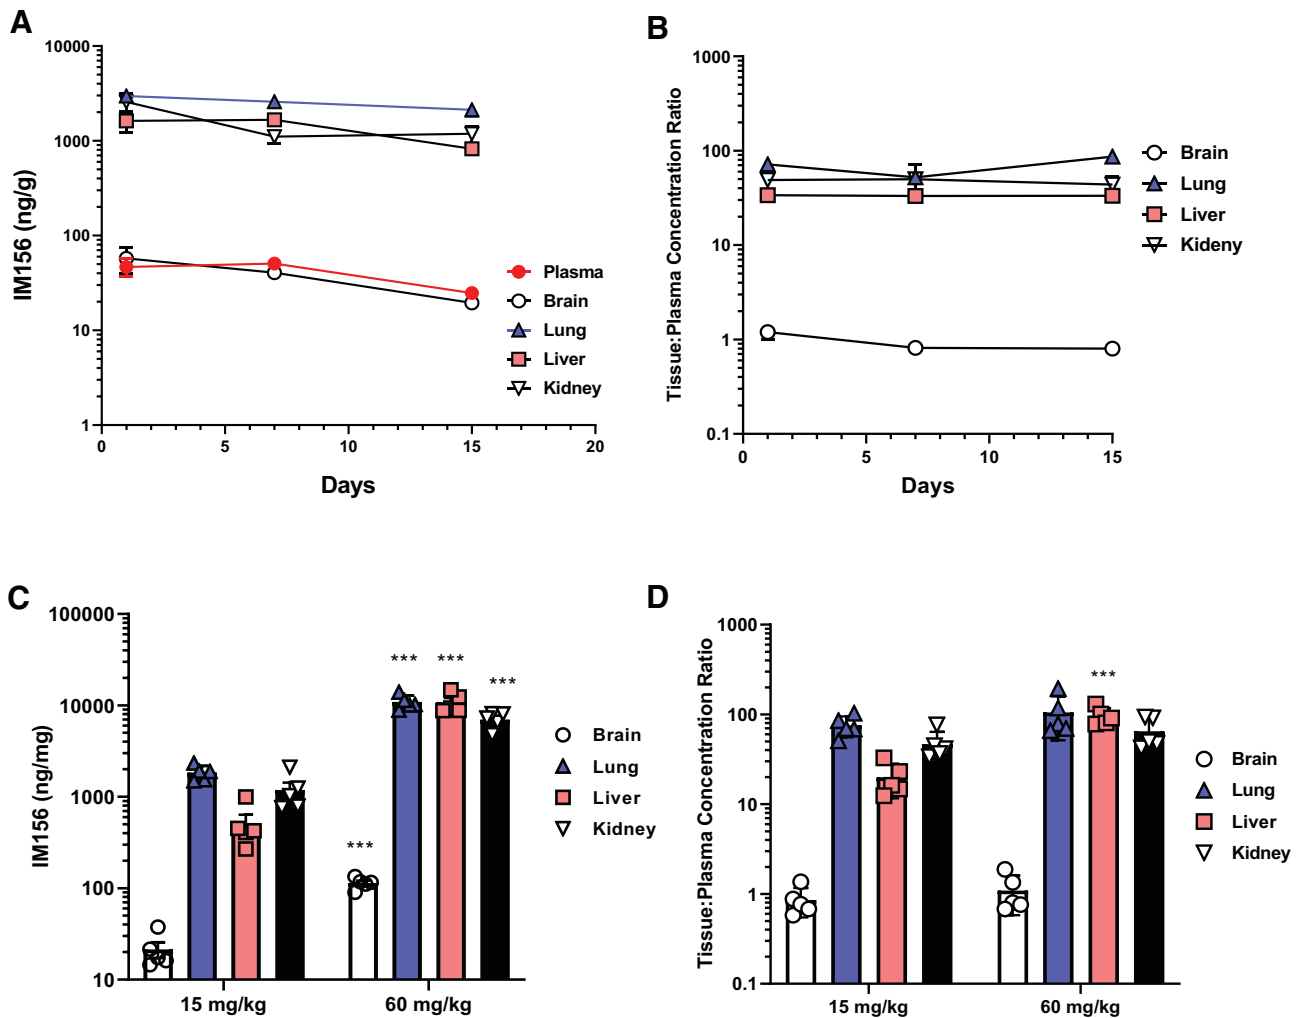 A
IM156 (ng/g)
10000
1000
100
10
1
0
5
10
15
20
Days
Plasma
Brain
Lung
Liver
Kidney
B
Tissue:Plasma Concentration Ratio
1000
100
10
1
0.1
0
5
10
15
Days
Brain
Lung
Liver
Kideny
C
IM156 (ng/mg)
100000
10000
1000
100
10
***
***
***
***
15 mg/kg
60 mg/kg
Brain
Lung
Liver
Kidney
D
Tissue:Plasma Concentration Ratio
1000
100
10
1
0.1
***
15 mg/kg
60 mg/kg
Brain
Lung
Liver
Kidney